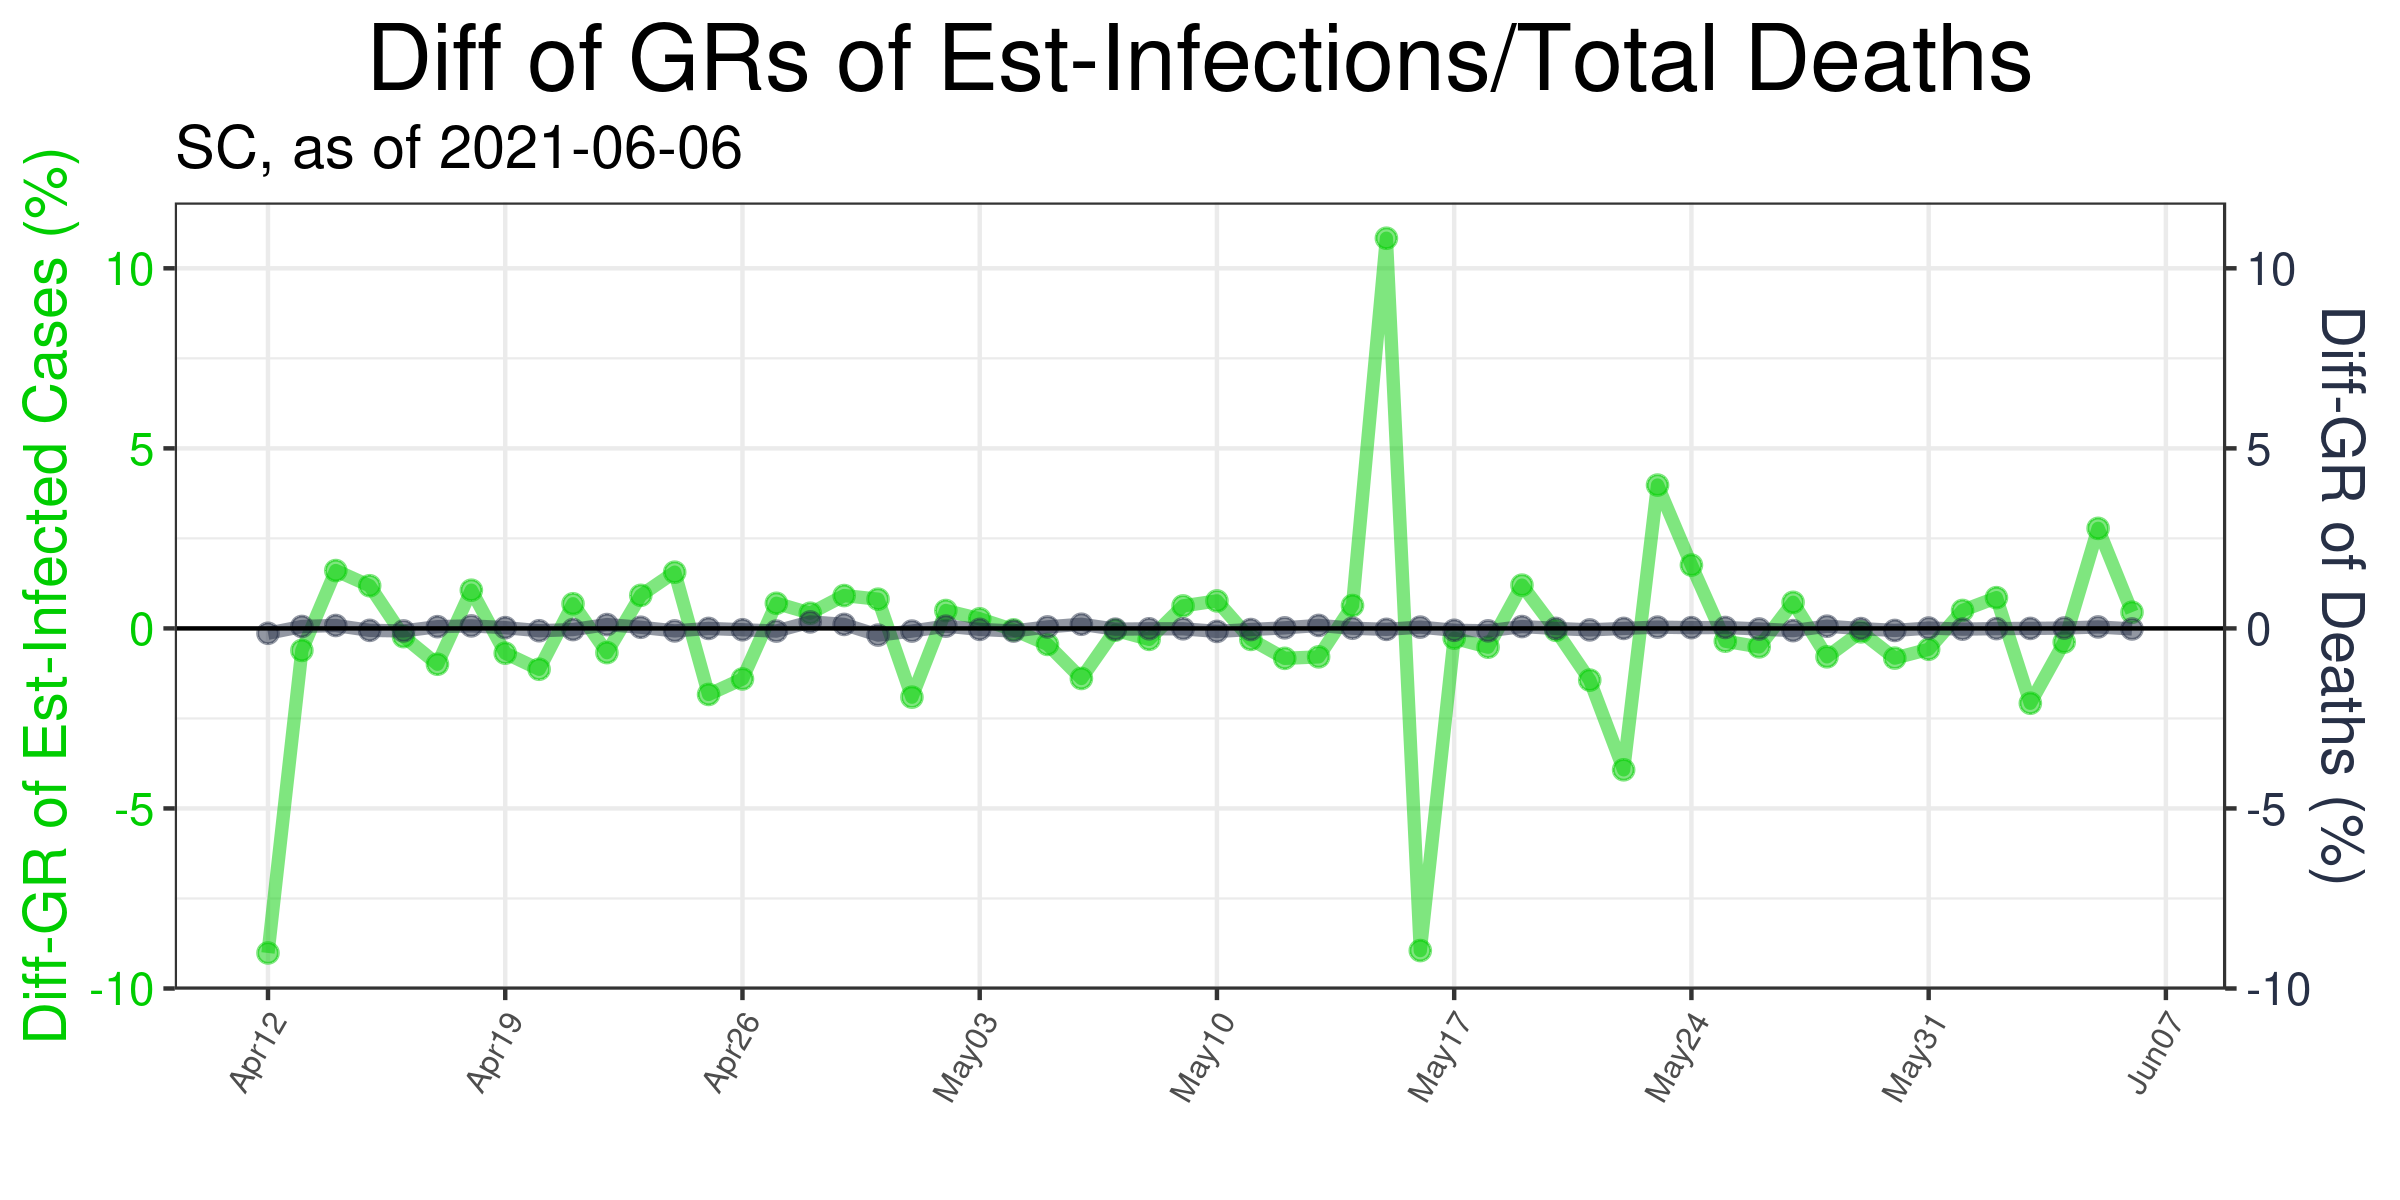 Diff of GRs of Est-Infections/Total Deaths
SC, as of 2021-06-06
Diff-GR of Est-Infected Cases (%)
10
5
0
-5
-10
10
5
0
-5
-10
Diff-GR of Deaths (%)
Apr12
Apr19
Apr26
May03
May10
May17
May24
May31
Jun07